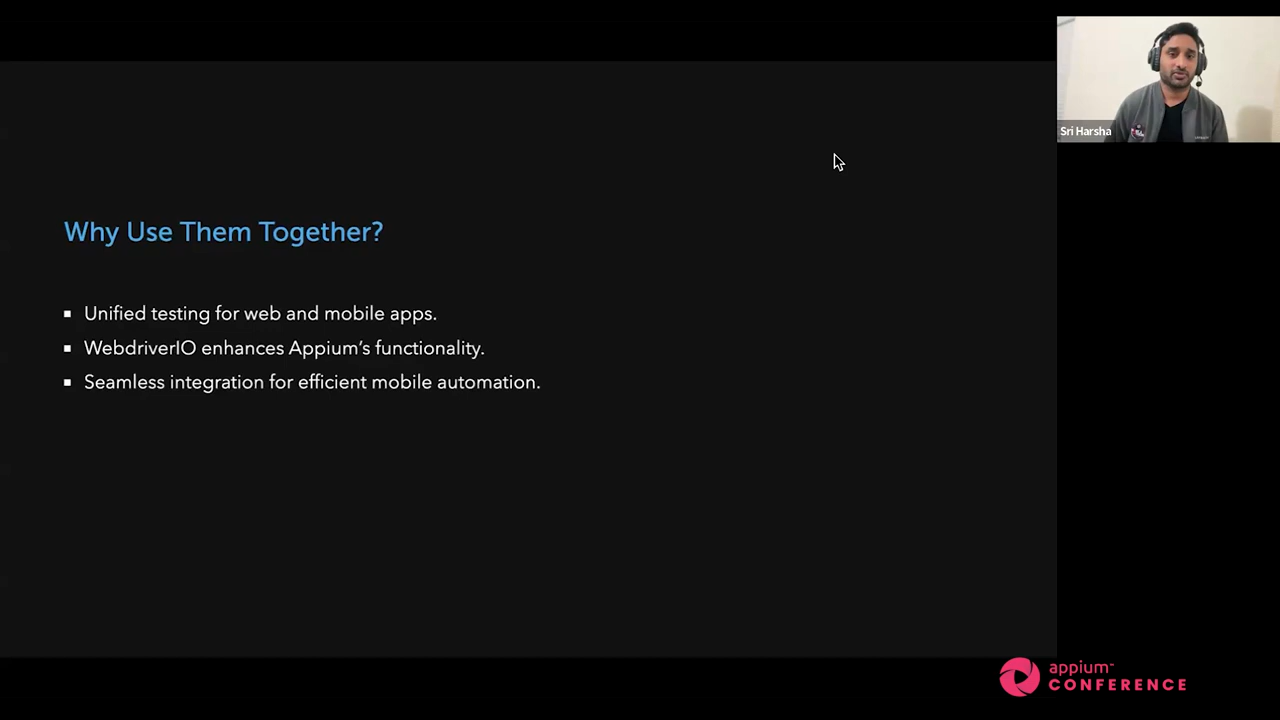 Sri Harsha
Why Use Them Together?
Unified testing for web and mobile apps.
WebdriverIO enhances Appium’s functionality.
Seamless integration for efficient mobile automation.
appium
CONFERENCE